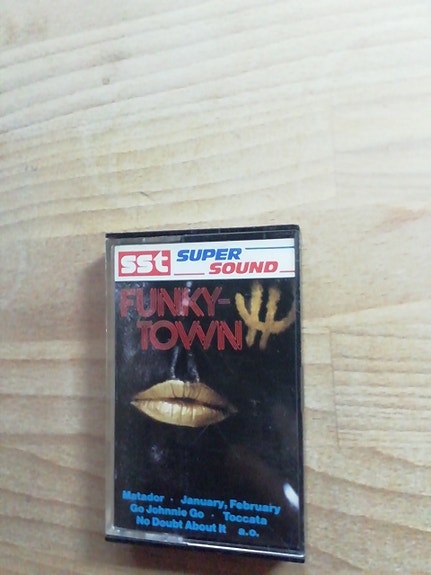 sst SUPER
SOUND
FUNKY-
TOWN
Matador · January, February
Go Johnnie Go · Toccata
No Doubt About It a.o.